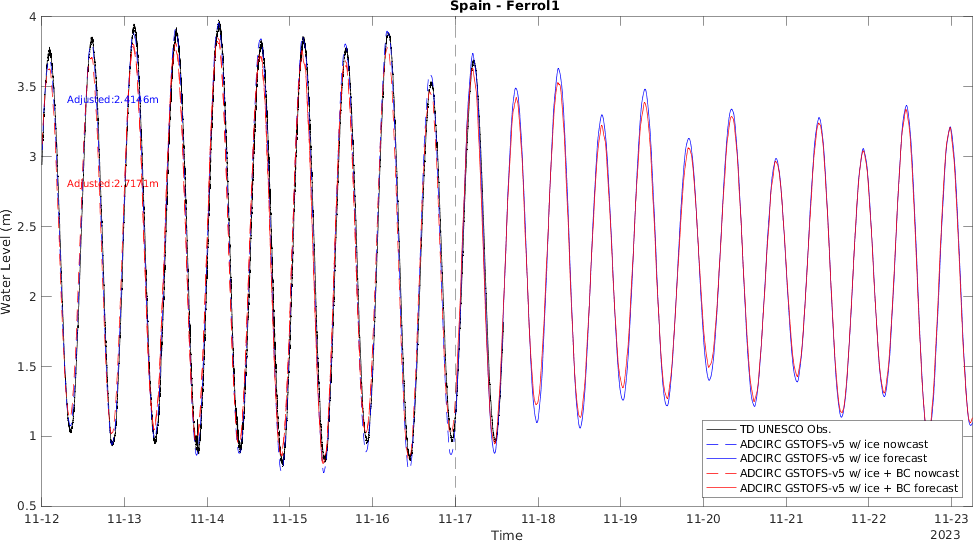 Spain - Ferrol1
Water Level (m)
4
3.5
3
2.5
2
1.5
1
0.5
Adjusted:2.4146m
Adjusted:2.7171m
TD UNESCO Obs.
ADCIRC GSTOFS-v5 w/ ice nowcast
ADCIRC GSTOFS-v5 w/ ice forecast
ADCIRC GSTOFS-v5 w/ ice + BC nowcast
ADCIRC GSTOFS-v5 w/ ice + BC forecast
11-12 11-13 11-14 11-15 11-16 11-17 11-18 11-19 11-20 11-21 11-22 11-23
Time
2023